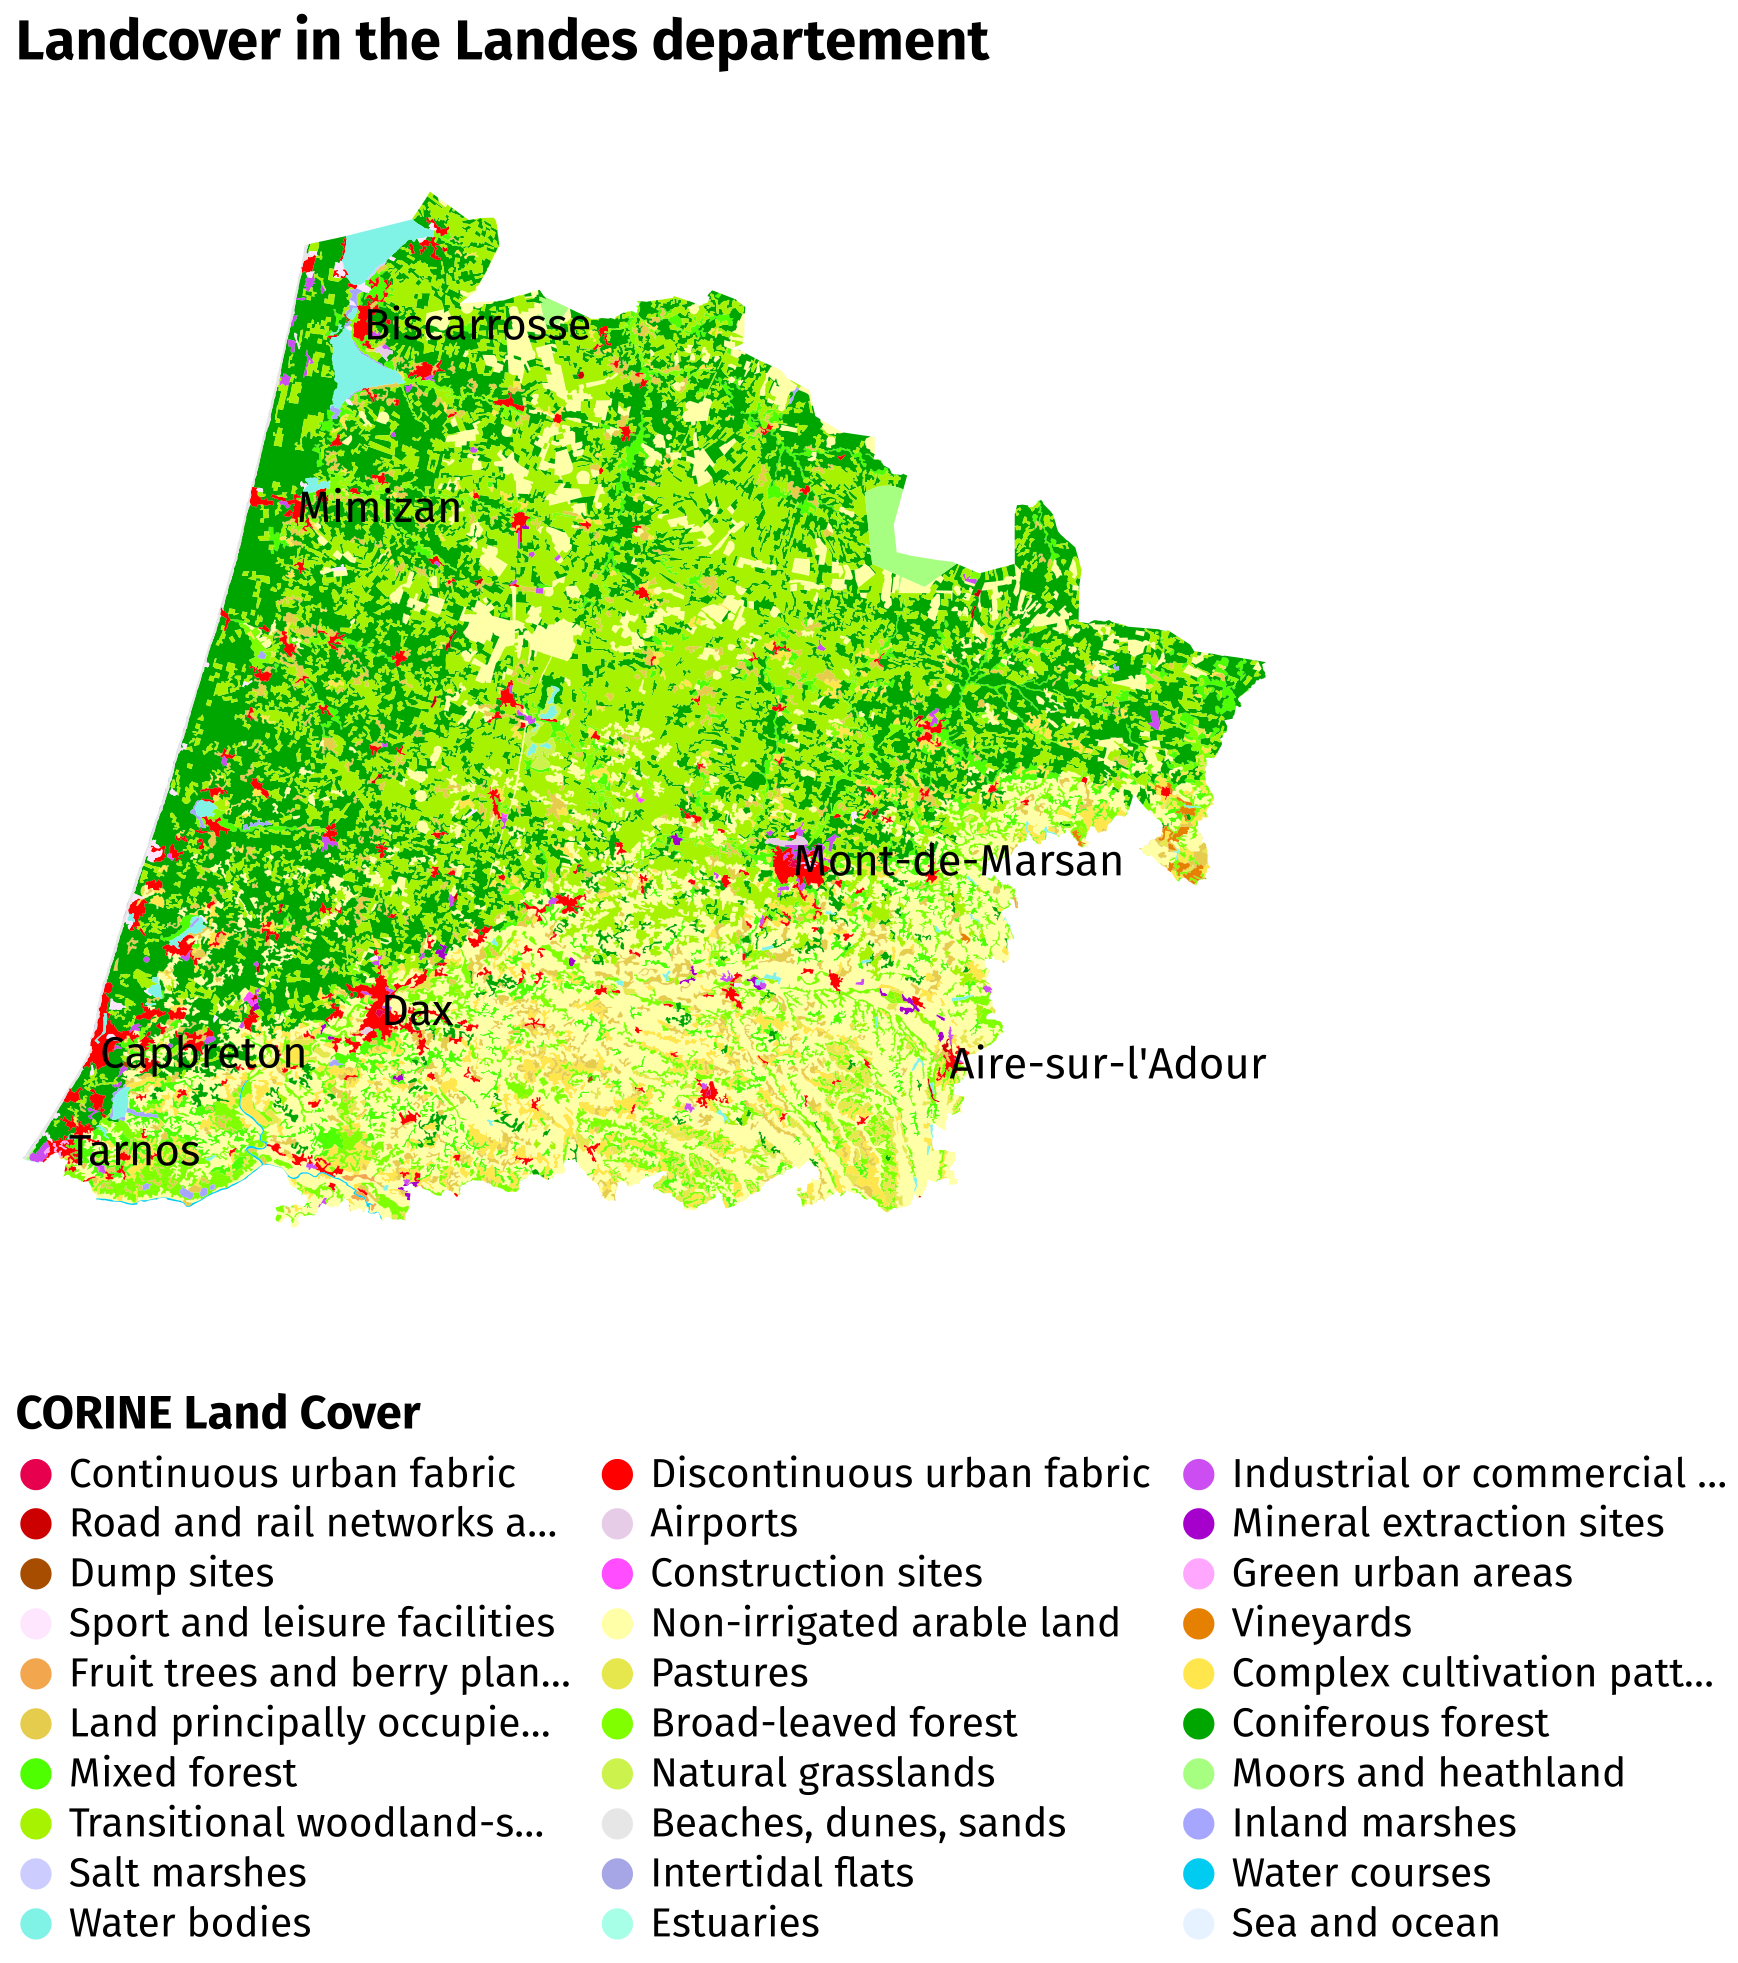 Landcover in the Landes departement
Biscarrosse
Mimizan
Mont-de-Marsan
Dax
Capbreton
Aire-sur-l'Adour
Tarnos
CORINE Land Cover
Continuous urban fabric
Discontinuous urban fabric
Industrial or commercial ...
Road and rail networks a...
Airports
Mineral extraction sites
Dump sites
Construction sites
Green urban areas
Sport and leisure facilities
Non-irrigated arable land
Vineyards
Fruit trees and berry plan...
Pastures
Complex cultivation patt...
Land principally occupie...
Broad-leaved forest
Coniferous forest
Mixed forest
Natural grasslands
Moors and heathland
Transitional woodland-s...
Beaches, dunes, sands
Inland marshes
Salt marshes
Intertidal flats
Water courses
Water bodies
Estuaries
Sea and ocean